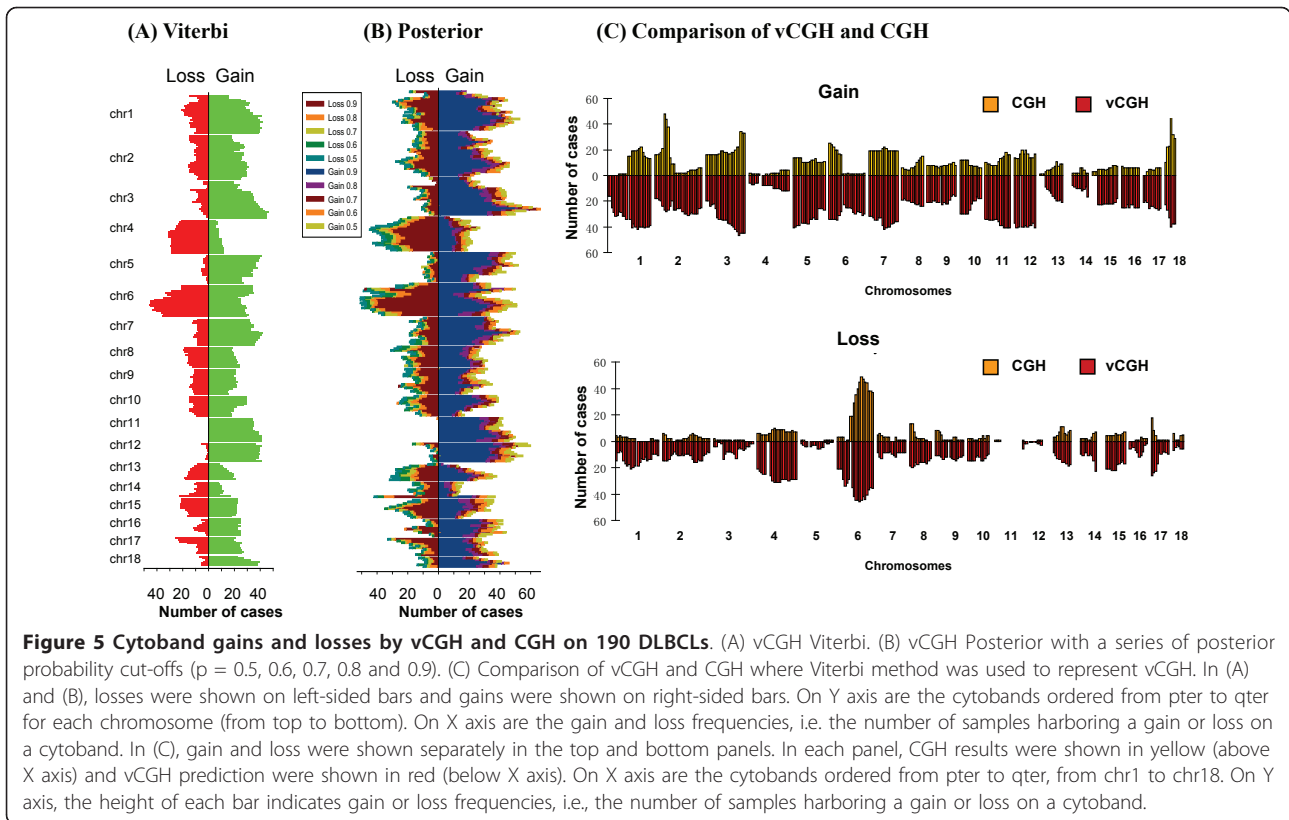 (A) Viterbi
(B) Posterior
(C) Comparison of vCGH and CGH
Loss Gain
chr1
chr2
chr3
chr4
chr5
chr6
chr7
chr8
chr9
chr10
chr11
chr12
chr13
chr14
chr15
chr16
chr17
chr18
40 20 0 20 40
Number of cases
Loss Gain
Loss 0.9
Loss 0.8
Loss 0.7
Loss 0.6
Loss 0.5
Gain 0.9
Gain 0.8
Gain 0.7
Gain 0.6
Gain 0.5
40 20 0 20 40 60
Number of cases
Gain
CGH vCGH
Number of cases
60
40
20
0
20
40
60
1 2 3 4 5 6 7 8 9 10 11 12 13 14 15 16 17 18
Chromosomes
Loss
CGH vCGH
Number of cases
60
40
20
0
20
40
60
1 2 3 4 5 6 7 8 9 10 11 12 13 14 15 16 17 18
Chromosomes
Figure 5 Cytoband gains and losses by vCGH and CGH on 190 DLBCLs. (A) vCGH Viterbi. (B) vCGH Posterior with a series of posterior
probability cut-offs (p = 0.5, 0.6, 0.7, 0.8 and 0.9). (C) Comparison of vCGH and CGH where Viterbi method was used to represent vCGH. In (A)
and (B), losses were shown on left-sided bars and gains were shown on right-sided bars. On Y axis are the cytobands ordered from pter to qter
for each chromosome (from top to bottom). On X axis are the gain and loss frequencies, i.e. the number of samples harboring a gain or loss on
a cytoband. In (C), gain and loss were shown separately in the top and bottom panels. In each panel, CGH results were shown in yellow (above
X axis) and vCGH prediction were shown in red (below X axis). On X axis are the cytobands ordered from pter to qter, from chr1 to chr18. On Y
axis, the height of each bar indicates gain or loss frequencies, i.e., the number of samples harboring a gain or loss on a cytoband.